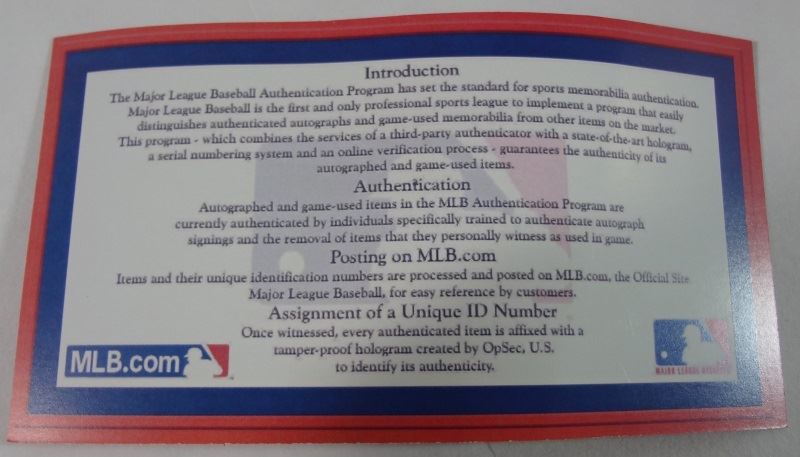 Introduction
The Major League Baseball Authentication Program has set the standard for sports memorabilia authentication.
Major League Baseball is the first and only professional sports league to implement a program that easily
distinguishes authenticated autographs and game-used memorabilia from other items on the market.
This program - which combines the services of a third-party authenticator with a state-of-the-art hologram,
a serial numbering system and an online verification process - guarantees the authenticity of its
autographed and game-used items.
Authentication
Autographed and game-used items in the MLB Authentication Program are
currently authenticated by individuals specifically trained to authenticate autograph
signings and the removal of items that they personally witness as used in game.
Posting on MLB.com
Items and their unique identification numbers are processed and posted on MLB.com, the Official Site
Major League Baseball, for easy reference by customers.
Assignment of a Unique ID Number
Once witnessed, every authenticated item is affixed with a
tamper-proof hologram created by OpSec, U.S.
to identify its authenticity.
MLB.com
MAJOR LEAGUE BASEBALL